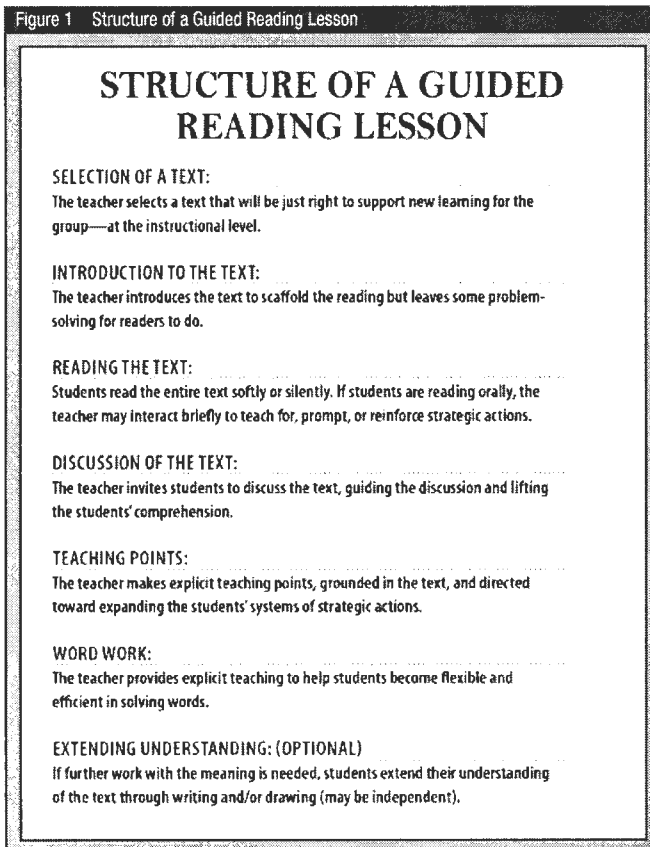 Figure 1 Structure of a Guided Reading Lesson
STRUCTURE OF A GUIDED
READING LESSON
SELECTION OF A TEXT:
The teacher selects a text that will be just right to support new learning for the
group—at the instructional level.
INTRODUCTION TO THE TEXT:
The teacher introduces the text to scaffold the reading but leaves some problem-
solving for readers to do.
READING THE TEXT:
Students read the entire text softly or silently. If students are reading orally, the
teacher may interact briefly to teach for, prompt, or reinforce strategic actions.
DISCUSSION OF THE TEXT:
The teacher invites students to discuss the text, guiding the discussion and lifting
the students' comprehension.
TEACHING POINTS:
The teacher makes explicit teaching points, grounded in the text, and directed
toward expanding the students' systems of strategic actions.
WORD WORK:
The teacher provides explicit teaching to help students become flexible and
efficient in solving words.
EXTENDING UNDERSTANDING: (OPTIONAL)
If further work with the meaning is needed, students extend their understanding
of the text through writing and/or drawing (may be independent).